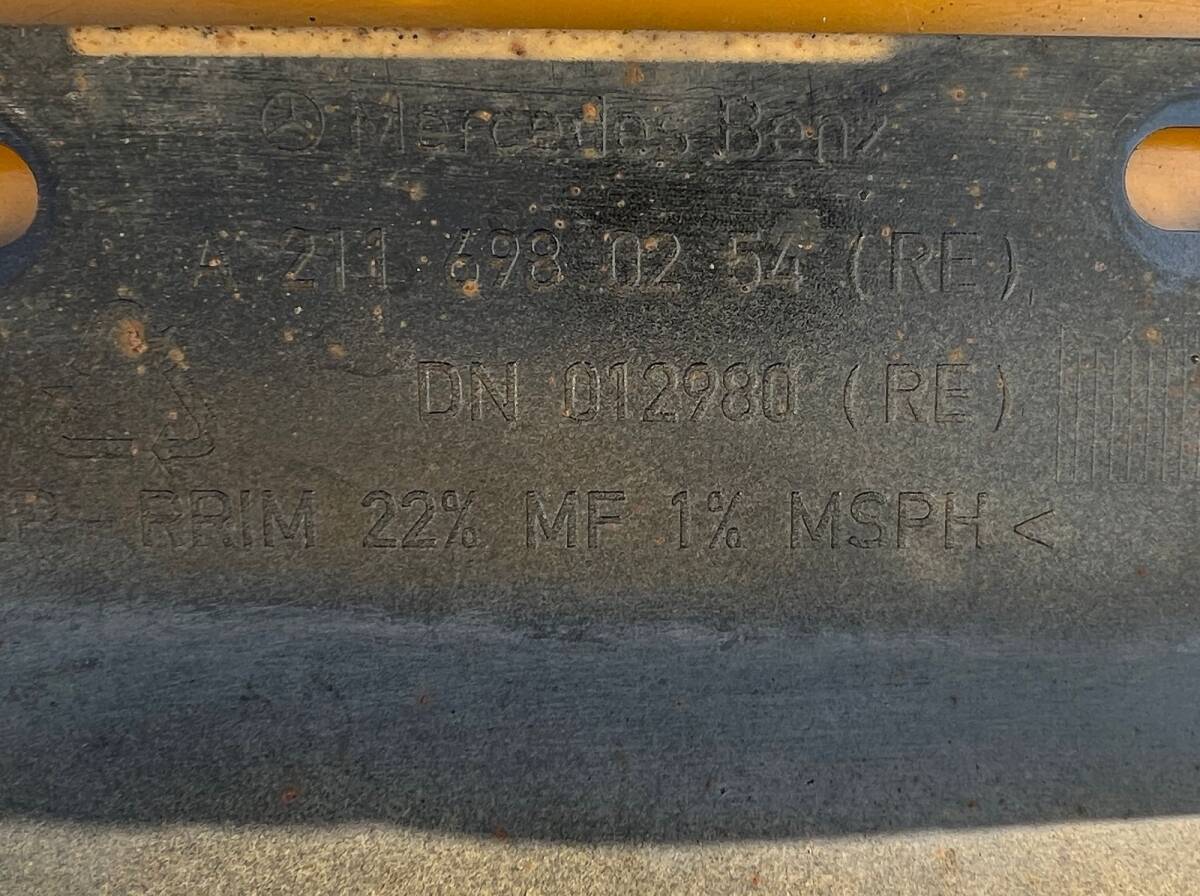 Mercedes Benz
A 211 698 02 54 (RE)
DN 012980 (RE)
P-RRIM 22% MF 1% MSPH<